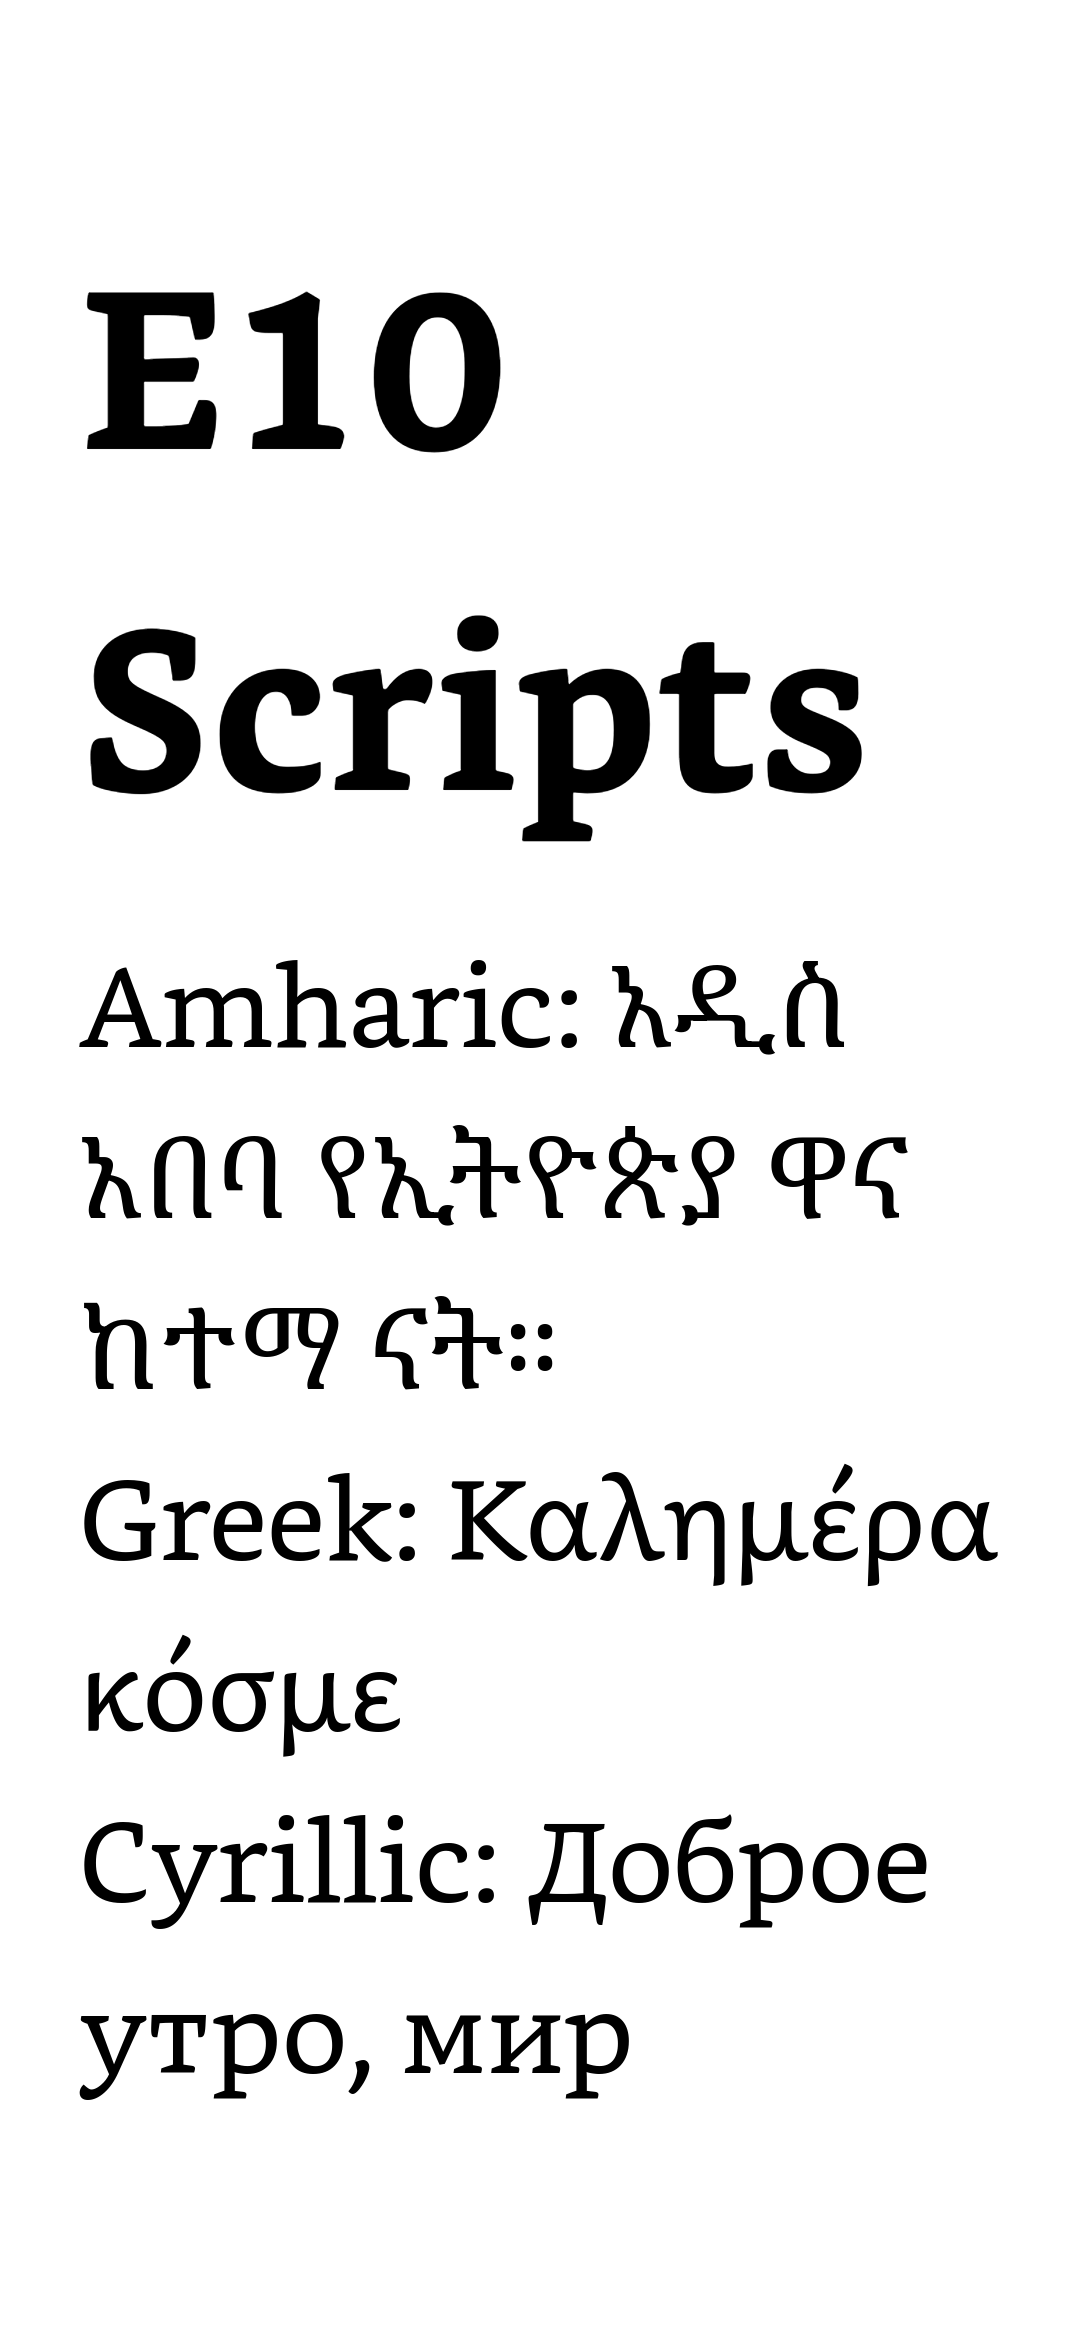 E10
Scripts
Amharic: አዲስ
አበባ የኢትዮጵያ ዋና
ከተማ ናት።
Greek: Καλημέρα
κόσμε
Cyrillic: Доброе
утро, мир